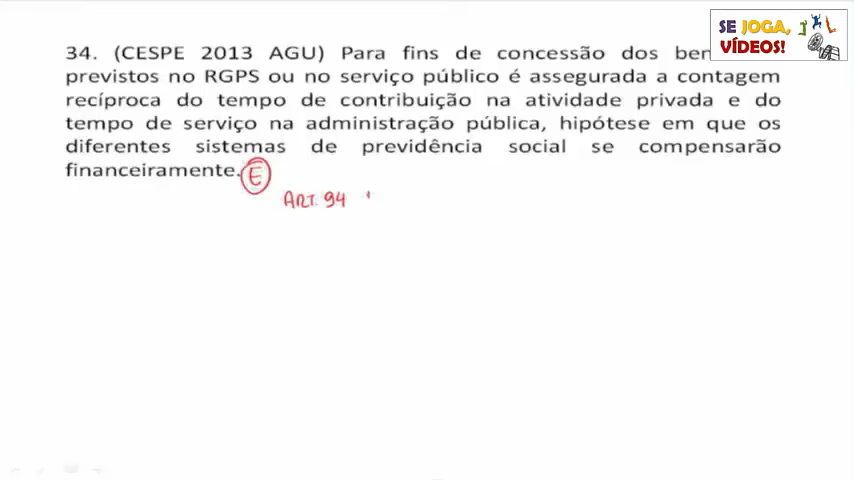 SE JOGA,
VÍDEOS!
34. (CESPE 2013 AGU) Para fins de concessão dos
previstos no RGPS ou no serviço público é assegurada a contagem
recíproca do tempo de contribuição na atividade privada e do
tempo de serviço na administração pública, hipótese em que os
diferentes sistemas de previdência social se compensarão
financeiramente. E
ART. 94